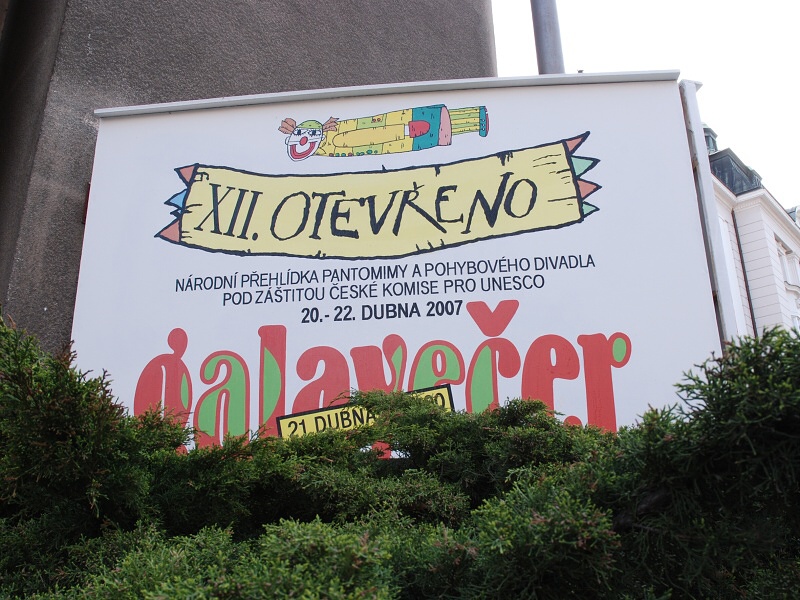 XII. OTEVŘENO
NÁRODNÍ PŘEHLÍDKA PANTOMIMY A POHYBOVÉHO DIVADLA
POD ZÁŠTITOU ČESKÉ KOMISE PRO UNESCO
20.- 22. DUBNA 2007
galavečer
21 DUBNA